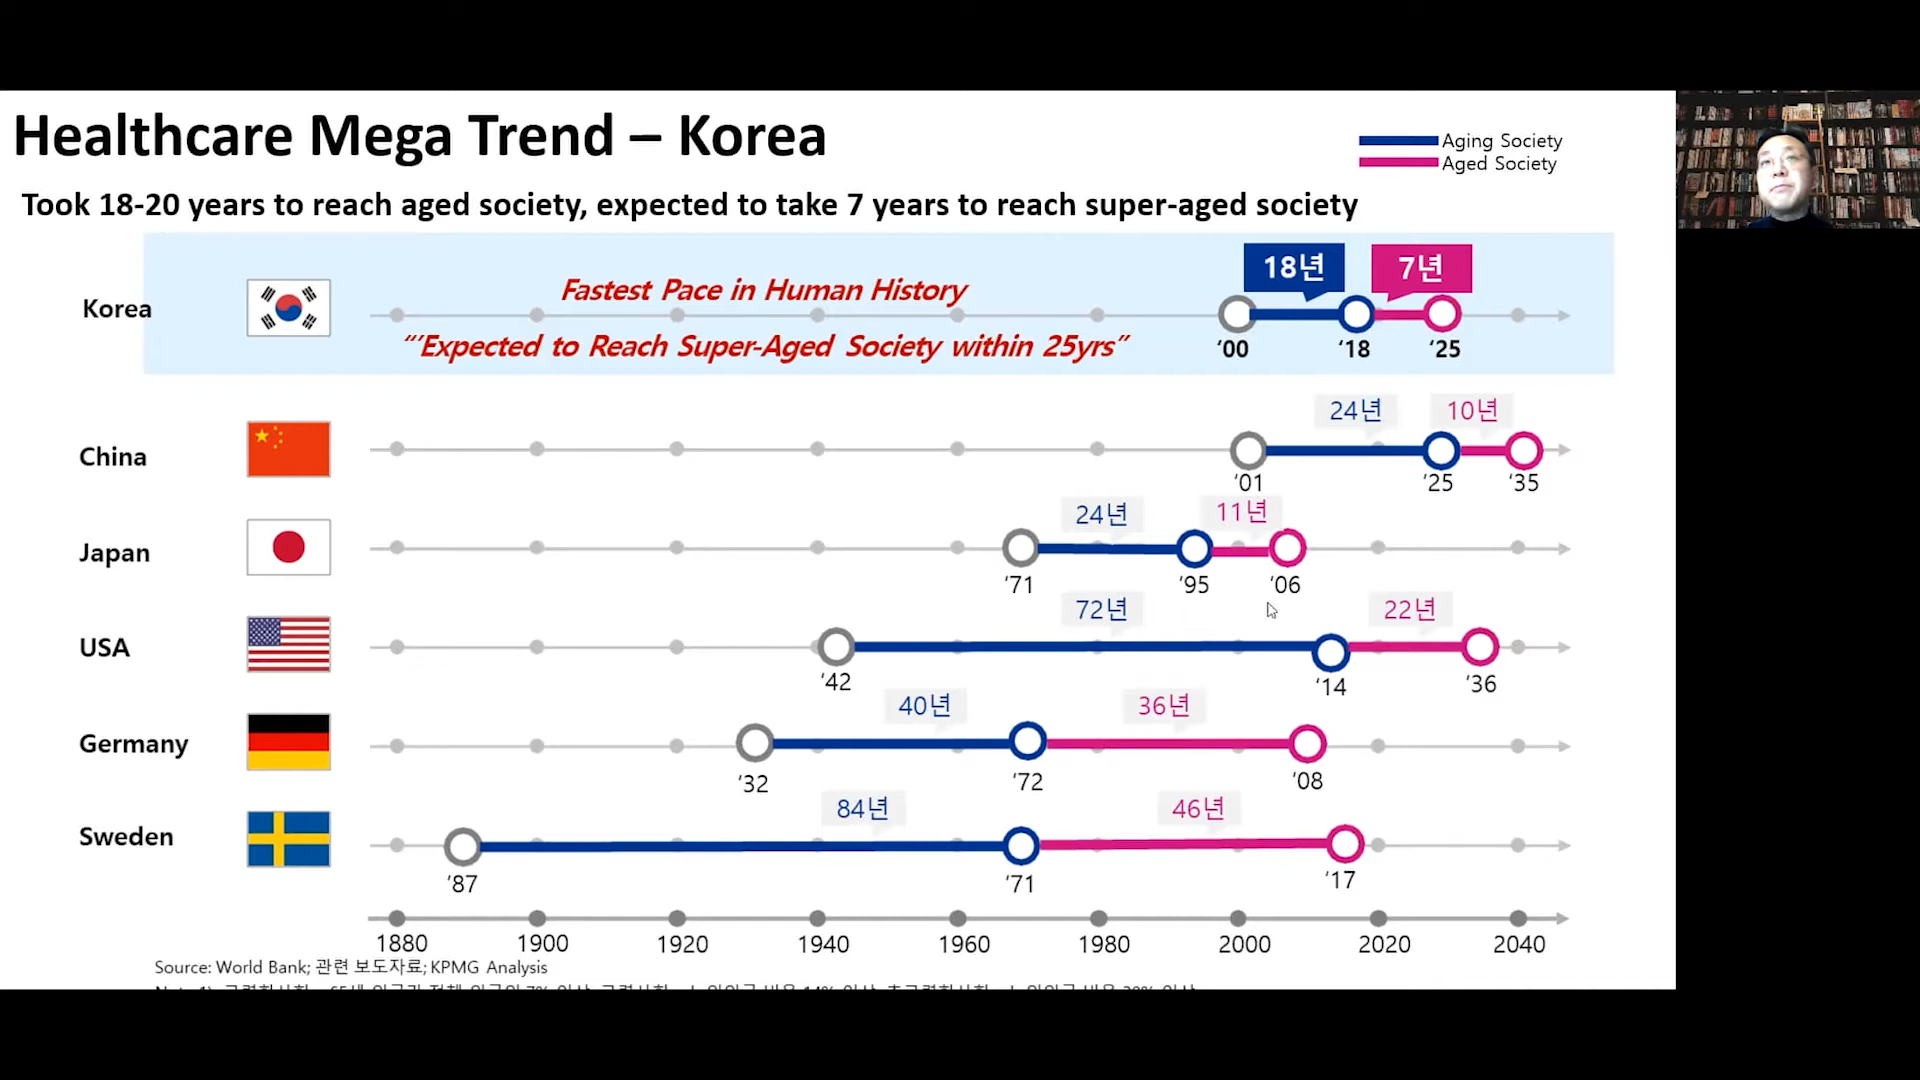 Healthcare Mega Trend – Korea
Aging Society
Aged Society
Took 18-20 years to reach aged society, expected to take 7 years to reach super-aged society
18년 7년
Korea
Fastest Pace in Human History
“’Expected to Reach Super-Aged Society within 25yrs”
‘00 ‘18 ‘25
24년 10년
China
‘01 ‘25 ‘35
24년 11년
Japan
‘71 ‘95 ‘06
72년 22년
USA
‘42 ‘14 ‘36
40년 36년
Germany
‘32 ‘72 ‘08
84년 46년
Sweden
‘87 ‘71 ‘17
1880 1900 1920 1940 1960 1980 2000 2020 2040
Source: World Bank; 관련 보도자료; KPMG Analysis